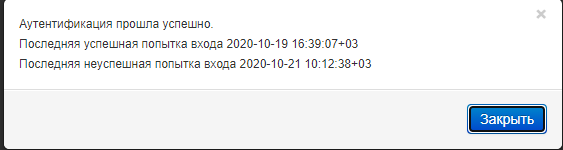 Аутентификация прошла успешно.
Последняя успешная попытка входа 2020-10-19 16:39:07+03
Последняя неуспешная попытка входа 2020-10-21 10:12:38+03
Закрыть